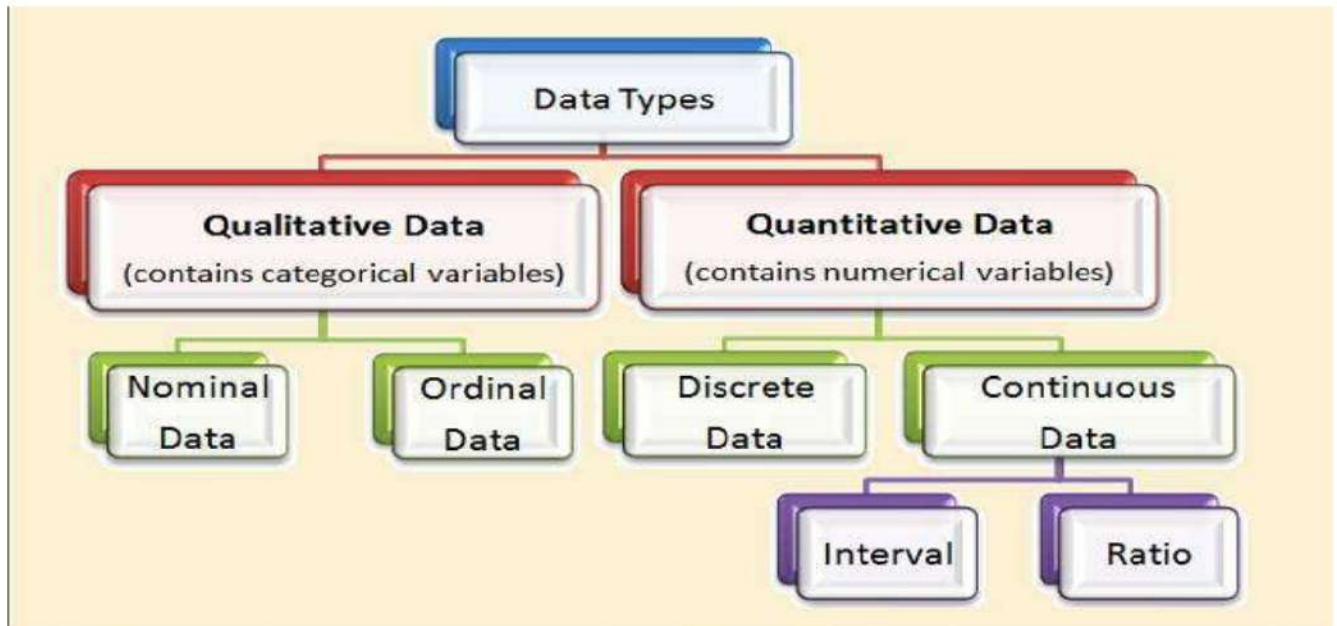 Data Types
Qualitative Data
(contains categorical variables)
Quantitative Data
(contains numerical variables)
Nominal
Data
Ordinal
Data
Discrete
Data
Continuous
Data
Interval
Ratio